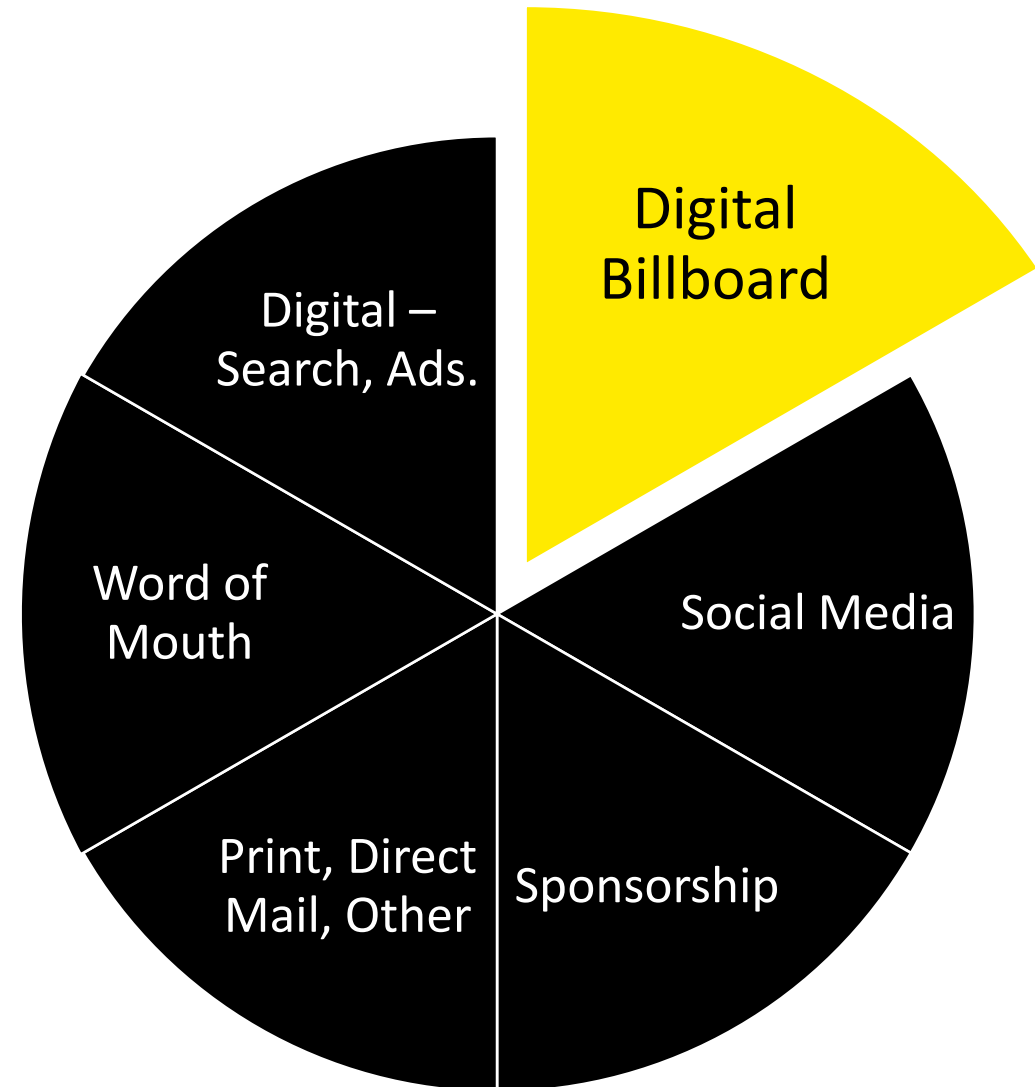 Digital
Billboard
Digital –
Search, Ads.
Word of
Mouth
Social Media
Print, Direct
Mail, Other
Sponsorship